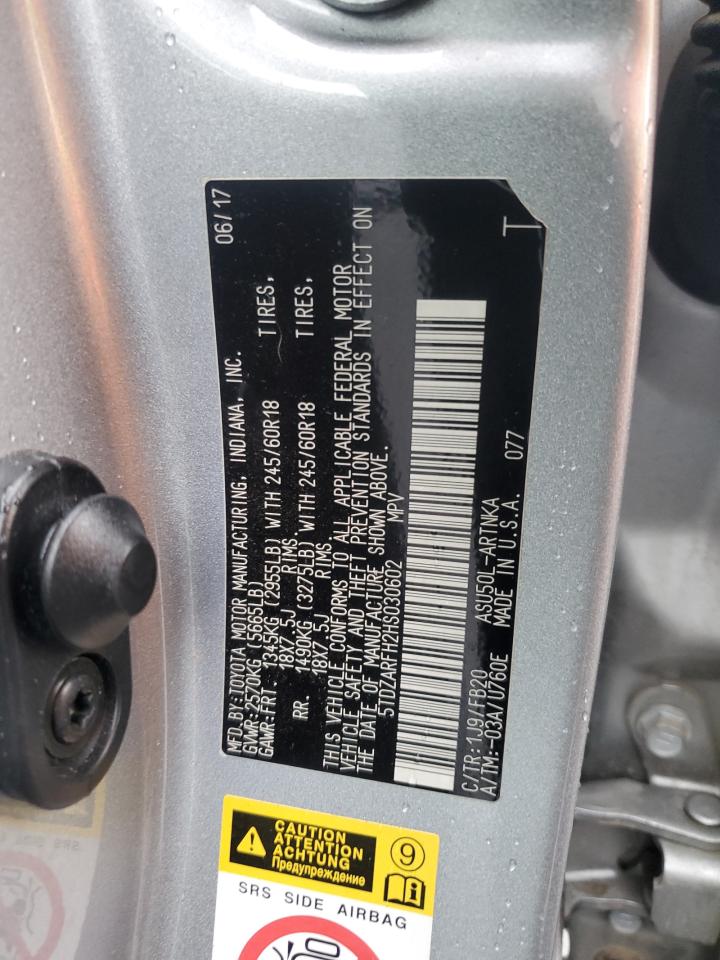 MFD.BY:TOYOTA MOTOR MANUFACTURING, INDIANA, INC. 06/17
GVWR:2570KG (5665LB)
GAWR:FRT. 1345KG (2955LB) WITH 245/60R18 TIRES,
18X7.5J RIMS
RR. 1490KG (3275LB) WITH 245/60R18 TIRES,
18X7.5J RIMS
THIS VEHICLE CONFORMS TO ALL APPLICABLE FEDERAL MOTOR
VEHICLE SAFETY AND THEFT PREVENTION STANDARDS IN EFFECT ON
THE DATE OF MANUFACTURE SHOWN ABOVE.
5TDZARFH2HS030602 MPV
C/TR:1J9/FB20 ASU50L-ARTNKA
A/TM:-03A/U760E MADE IN U.S.A. 077 T
CAUTION
ATTENTION
ACHTUNG
Предупреждение
9
SRS SIDE AIRBAG